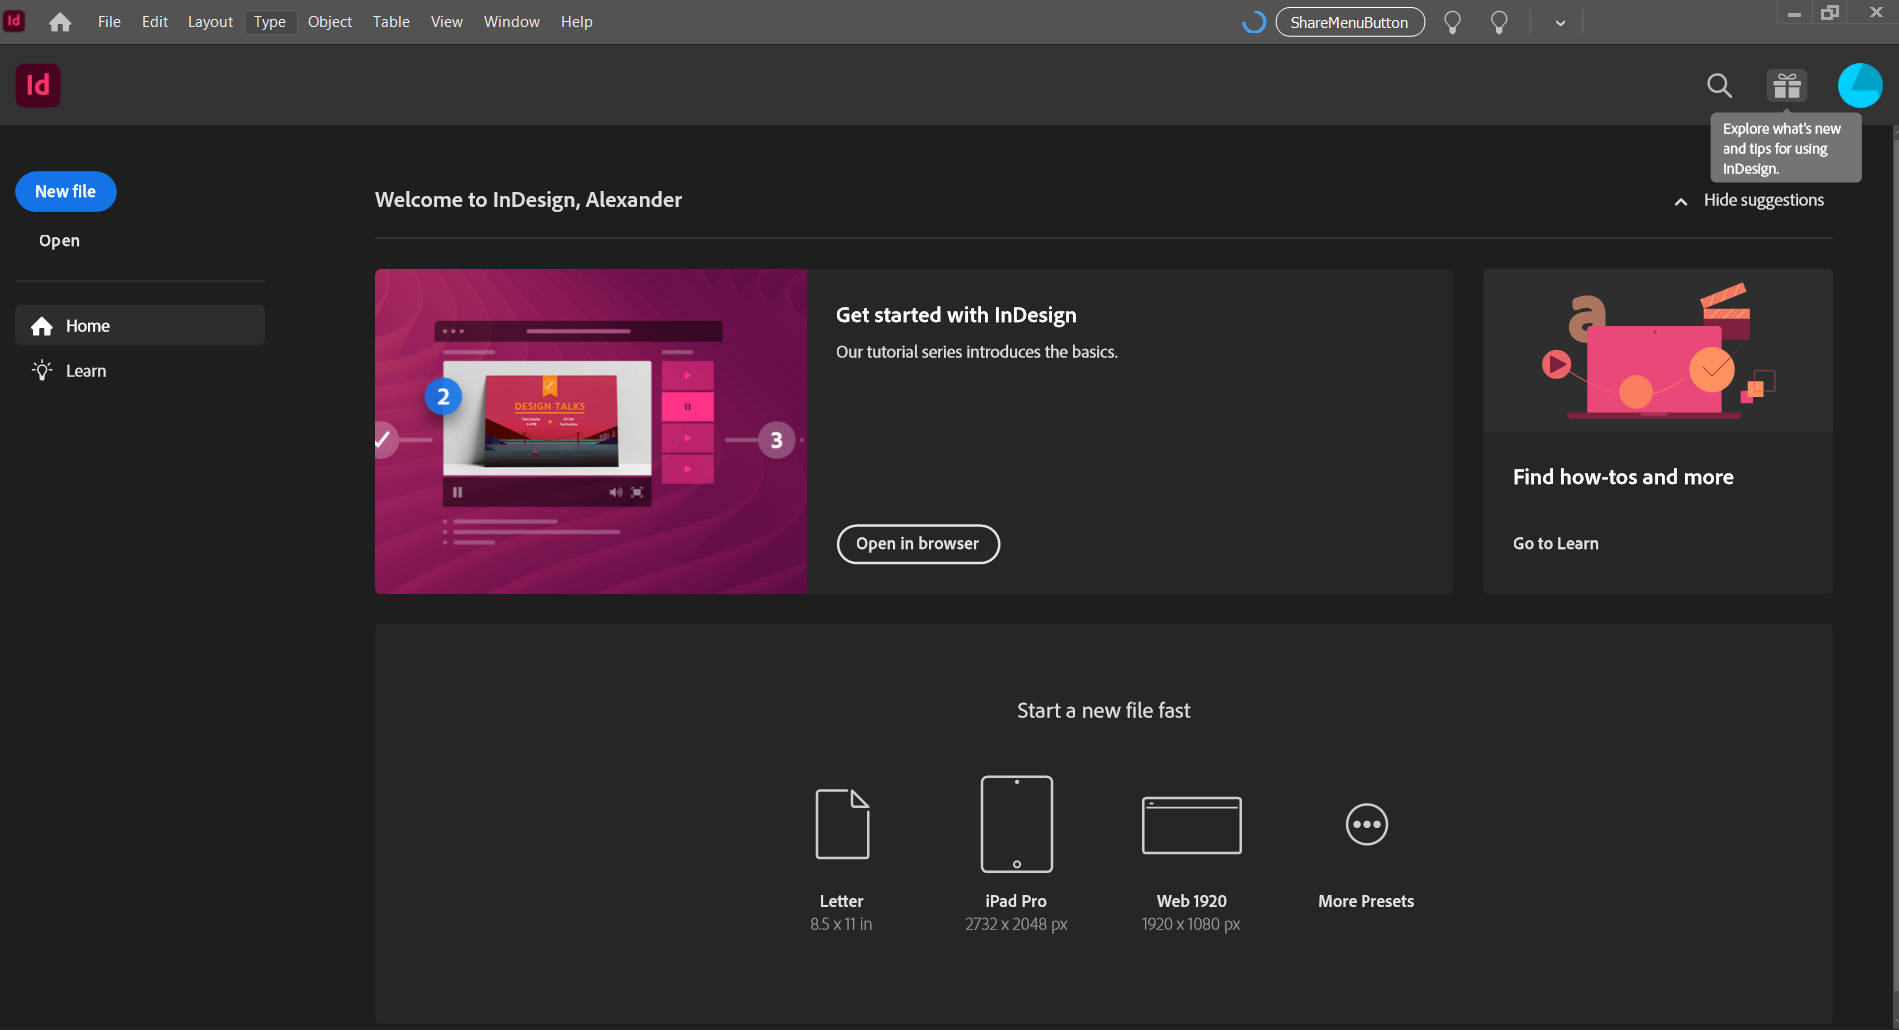 Id
File Edit Layout Type Object Table View Window Help
ShareMenuButton
Id
Explore what's new
and tips for using
InDesign.
New file
Open
Home
Learn
Welcome to InDesign, Alexander
Hide suggestions
2
3
DESIGN TALKS
Get started with InDesign
Our tutorial series introduces the basics.
Open in browser
a
Find how-tos and more
Go to Learn
Start a new file fast
Letter
8.5 x 11 in
iPad Pro
2732 x 2048 px
Web 1920
1920 x 1080 px
More Presets